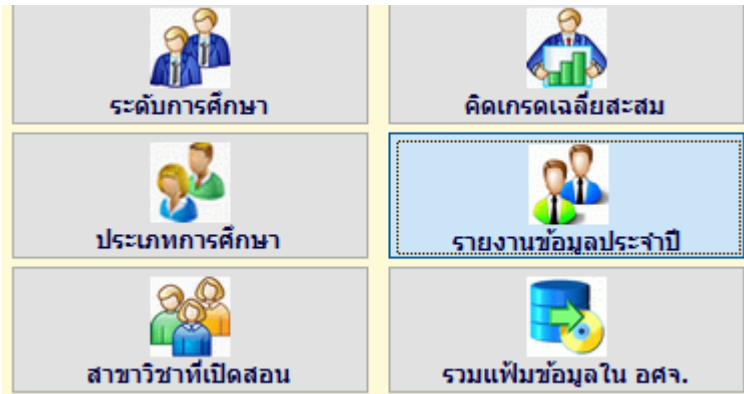 ระดับการศึกษา
คิดเกรดเฉลี่ยสะสม
ประเภทการศึกษา
รายงานข้อมูลประจำปี
สาขาวิชาที่เปิดสอน
รวมแฟ้มข้อมูลใน อศจ.